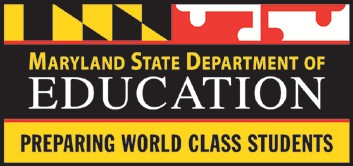 MARYLAND STATE DEPARTMENT OF
EDUCATION
PREPARING WORLD CLASS STUDENTS